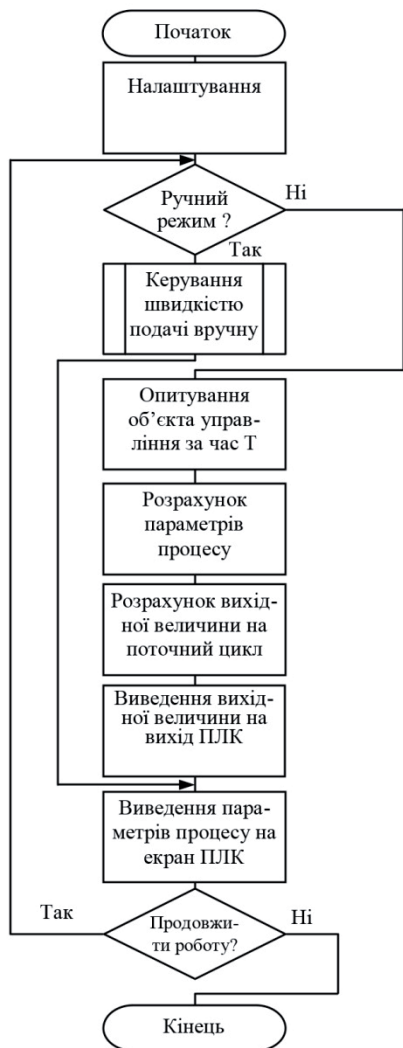 Початок
Налаштування
Ні
Ручний
режим ?
Так
Керування
швидкістю
подачі вручну
Опитування
об’єкта управ-
ління за час Т
Розрахунок
параметрів
процесу
Розрахунок вихід-
ної величини на
поточний цикл
Виведення вихід-
ної величини на
вихід ПЛК
Виведення пара-
метрів процесу на
екран ПЛК
Так
Ні
Продовжи-
ти роботу?
Кінець